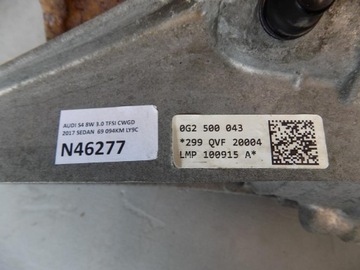 AUDI S4 8W 3.0 TFSI CWGD
2017 SEDAN 69 094KM LY9C
N46277
0G2 500 043
*299 QVF 20004
LMP 100915 A*